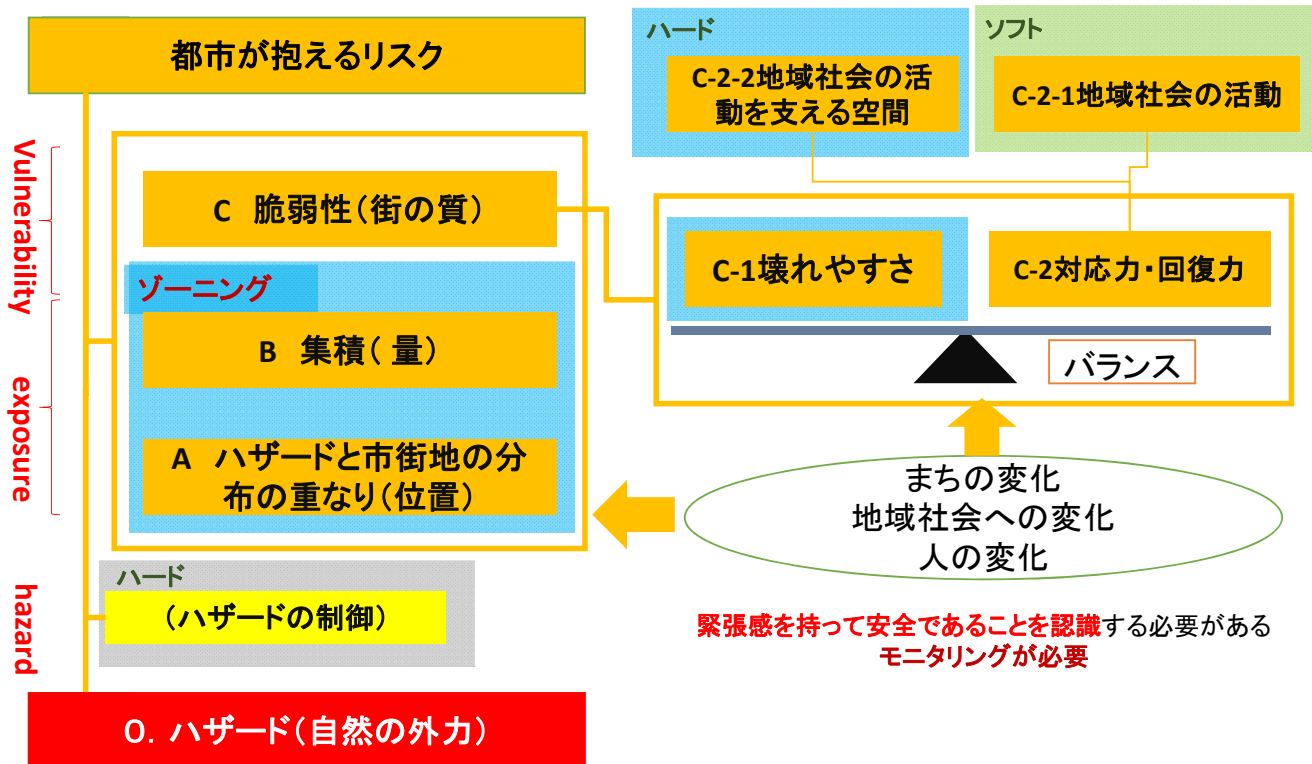 都市が抱えるリスク
Vulnerability
exposure
hazard
C 脆弱性(街の質)
ゾーニング
B 集積( 量)
A ハザードと市街地の分
布の重なり(位置)
ハード
(ハザードの制御)
0. ハザード(自然の外力)
ハード
C-2-2地域社会の活
動を支える空間
ソフト
C-2-1地域社会の活動
C-1壊れやすさ
C-2対応力・回復力
バランス
まちの変化
地域社会への変化
人の変化
緊張感を持って安全であることを認識する必要がある
モニタリングが必要